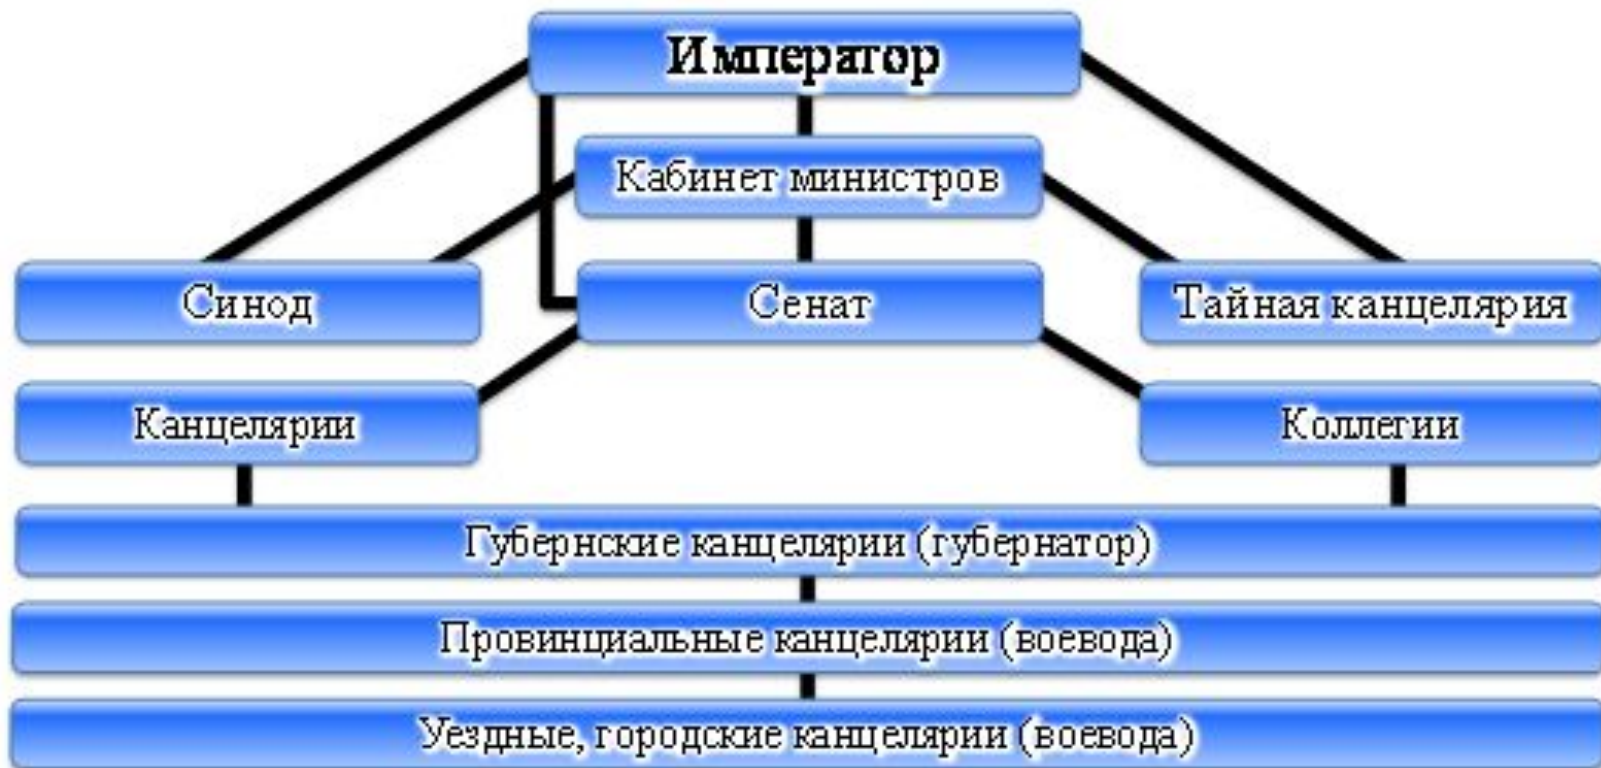 Император
Кабинет министров
Синод
Сенат
Тайная канцелярия
Канцелярии
Коллегии
Губернские канцелярии (губернатор)
Провинциальные канцелярии (воевода)
Уездные, городские канцелярии (воевода)